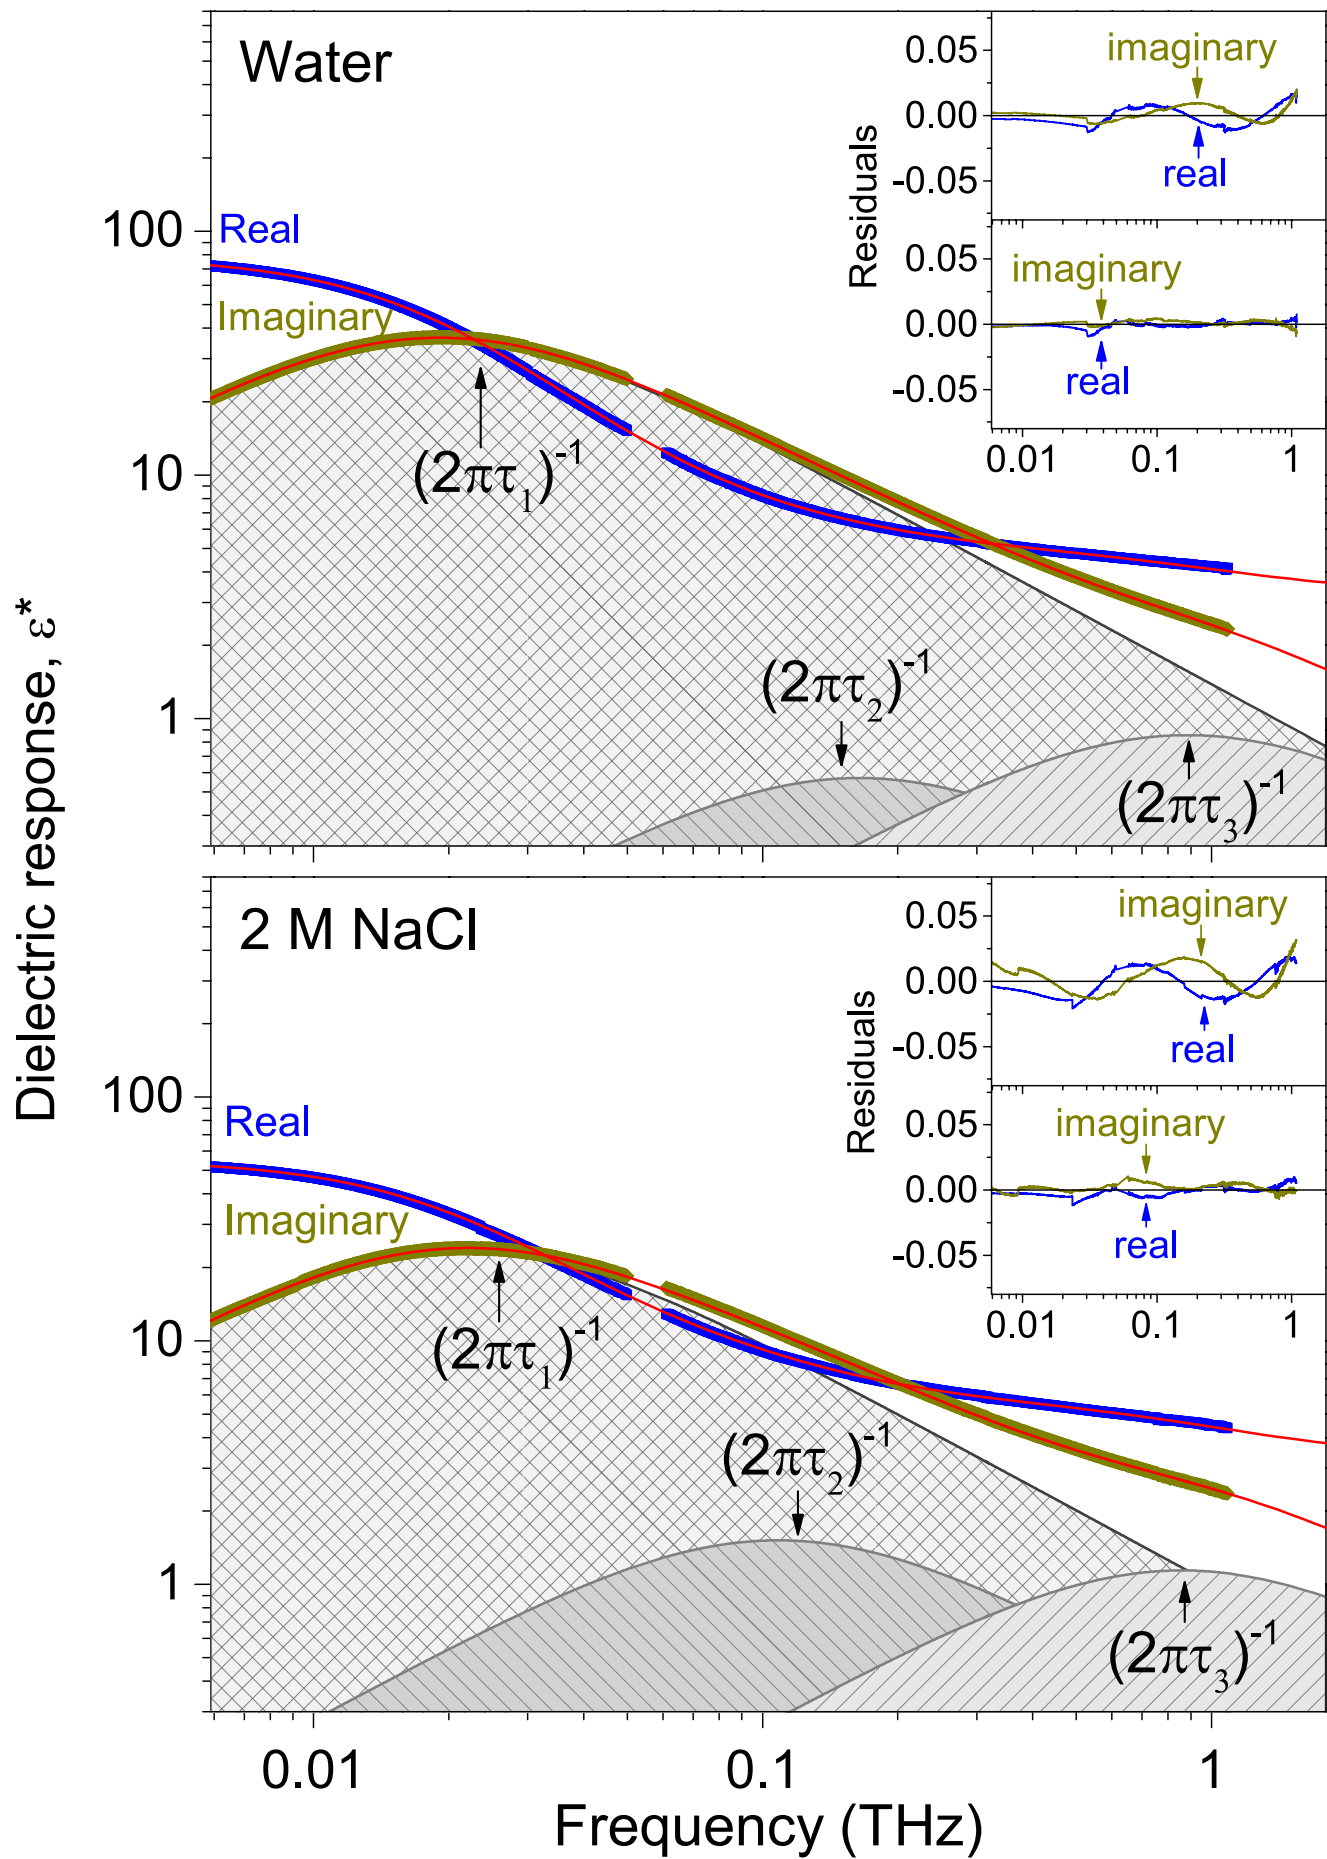 Water
Dielectric response, ε*
100
10
1
Real
Imaginary
(2πτ₁)⁻¹
(2πτ₂)⁻¹
(2πτ₃)⁻¹
Residuals
0.05
0.00
-0.05
imaginary
real
0.05
0.00
-0.05
imaginary
real
0.01 0.1 1
2 M NaCl
100
10
1
Real
Imaginary
(2πτ₁)⁻¹
(2πτ₂)⁻¹
(2πτ₃)⁻¹
Residuals
0.05
0.00
-0.05
imaginary
real
0.05
0.00
-0.05
imaginary
real
0.01 0.1 1
0.01 0.1 1
Frequency (THz)